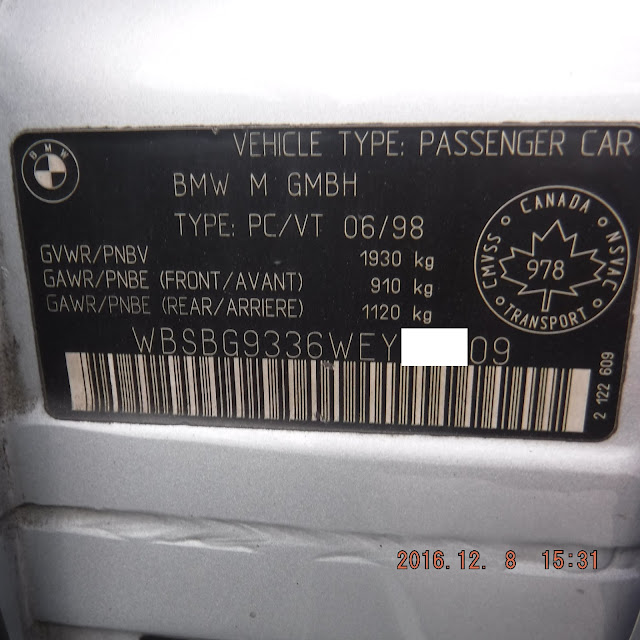 BMW
VEHICLE TYPE: PASSENGER CAR
BMW M GMBH
TYPE: PC/VT 06/98
GVWR/PNBV 1930 kg
GAWR/PNBE (FRONT/AVANT) 910 kg
GAWR/PNBE (REAR/ARRIERE) 1120 kg
CANADA
CMVSS
NSVAC
978
TRANSPORT
WBSBG9336WEY 09
2 122 609
2016.12. 8 15:31